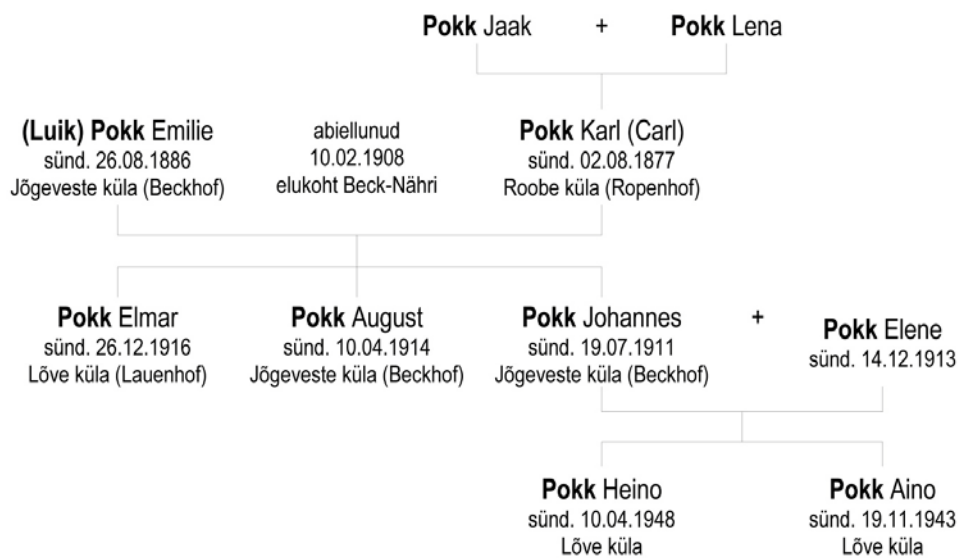 Pokk Jaak + Pokk Lena
(Luik) Pokk Emilie
sünd. 26.08.1886
Jõgeveste küla (Beckhof)
abiellunud
10.02.1908
elukoht Beck-Nähri
Pokk Karl (Carl)
sünd. 02.08.1877
Roobe küla (Ropenhof)
Pokk Elmar
sünd. 26.12.1916
Lõve küla (Lauenhof)
Pokk August
sünd. 10.04.1914
Jõgeveste küla (Beckhof)
Pokk Johannes
sünd. 19.07.1911
Jõgeveste küla (Beckhof)
+
Pokk Elene
sünd. 14.12.1913
Pokk Heino
sünd. 10.04.1948
Lõve küla
Pokk Aino
sünd. 19.11.1943
Lõve küla